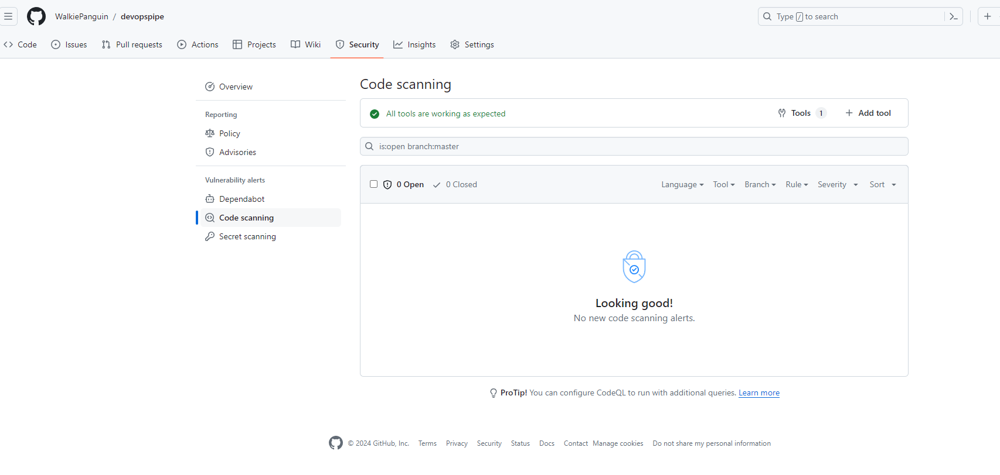 WalkiePanguin / devopspipe
Type / to search
Code Issues Pull requests Actions Projects Wiki Security Insights Settings
Overview
Reporting
Policy
Advisories
Vulnerability alerts
Dependabot
Code scanning
Secret scanning
Code scanning
All tools are working as expected Tools 1 Add tool
is:open branch:master
0 Open 0 Closed Language Tool Branch Rule Severity Sort
Looking good!
No new code scanning alerts.
ProTip! You can configure CodeQL to run with additional queries. Learn more
© 2024 GitHub, Inc. Terms Privacy Security Status Docs Contact Manage cookies Do not share my personal information